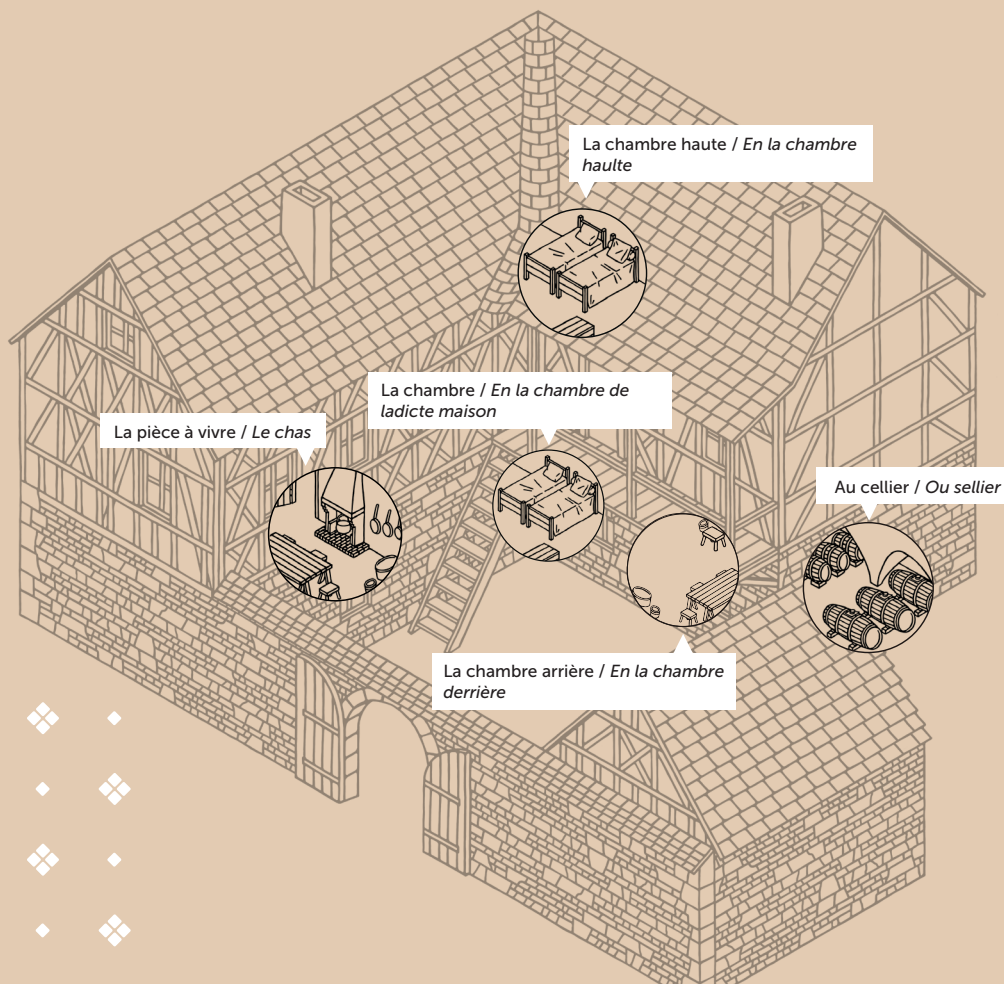 La chambre haute / En la chambre
haulte
La chambre / En la chambre de
ladicte maison
La pièce à vivre / Le chas
Au cellier / Ou sellier
La chambre arrière / En la chambre
derrière